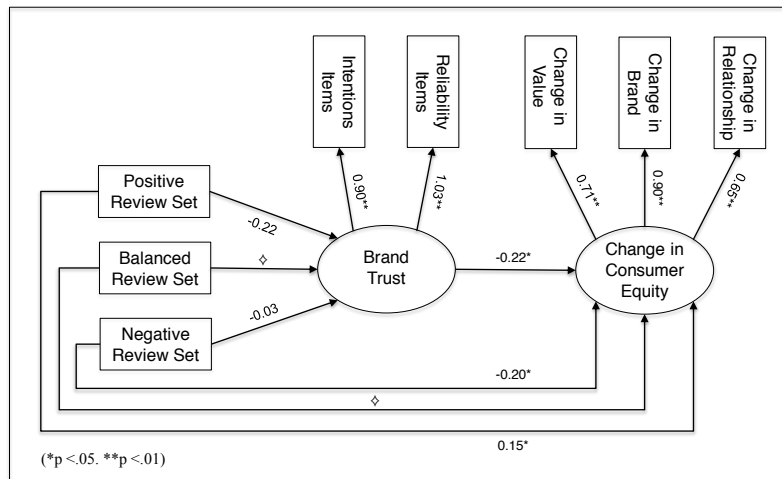 Intentions
Items
Reliability
Items
Change in
Value
Change in
Brand
Change in
Relationship
0.90**
1.03**
0.71**
0.90**
0.65**
Positive
Review Set
-0.22
Balanced
Review Set
✧
Brand
Trust
-0.22*
Change in
Consumer
Equity
Negative
Review Set
-0.03
-0.20*
✧
0.15*
(*p <.05. **p <.01)